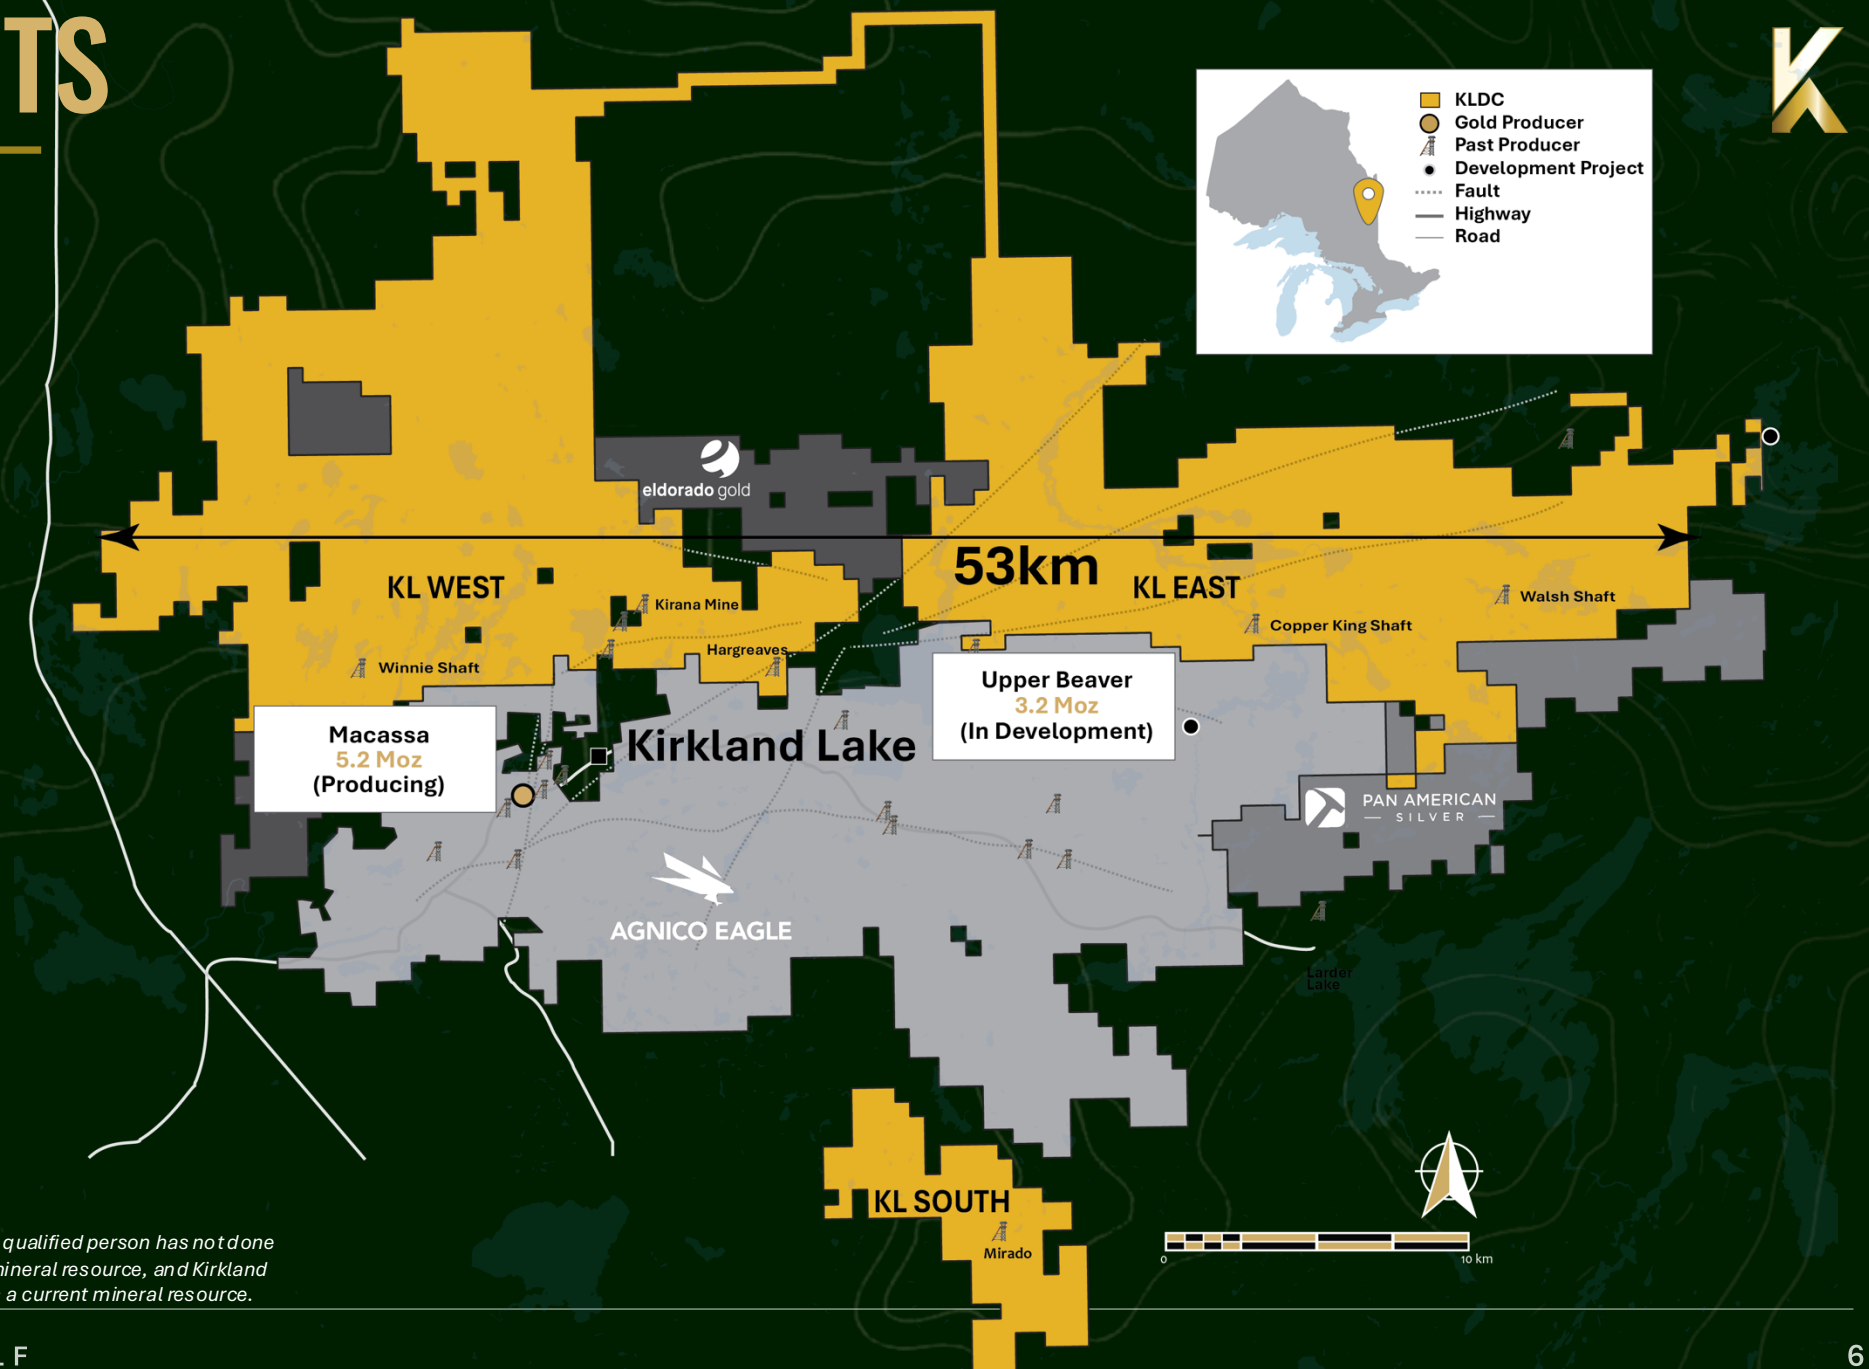 TS
K
KLDC
Gold Producer
Past Producer
Development Project
Fault
Highway
Road
eldorado gold
53km
KL WEST
KL EAST
Kirana Mine
Walsh Shaft
Copper King Shaft
Hargreaves
Winnie Shaft
Upper Beaver
3.2 Moz
(In Development)
Macassa
5.2 Moz
(Producing)
Kirkland Lake
PAN AMERICAN
SILVER
AGNICO EAGLE
Larder
Lake
KL SOUTH
Mirado
0
10 km
qualified person has not done
mineral resource, and Kirkland
a current mineral resource.
L F
6